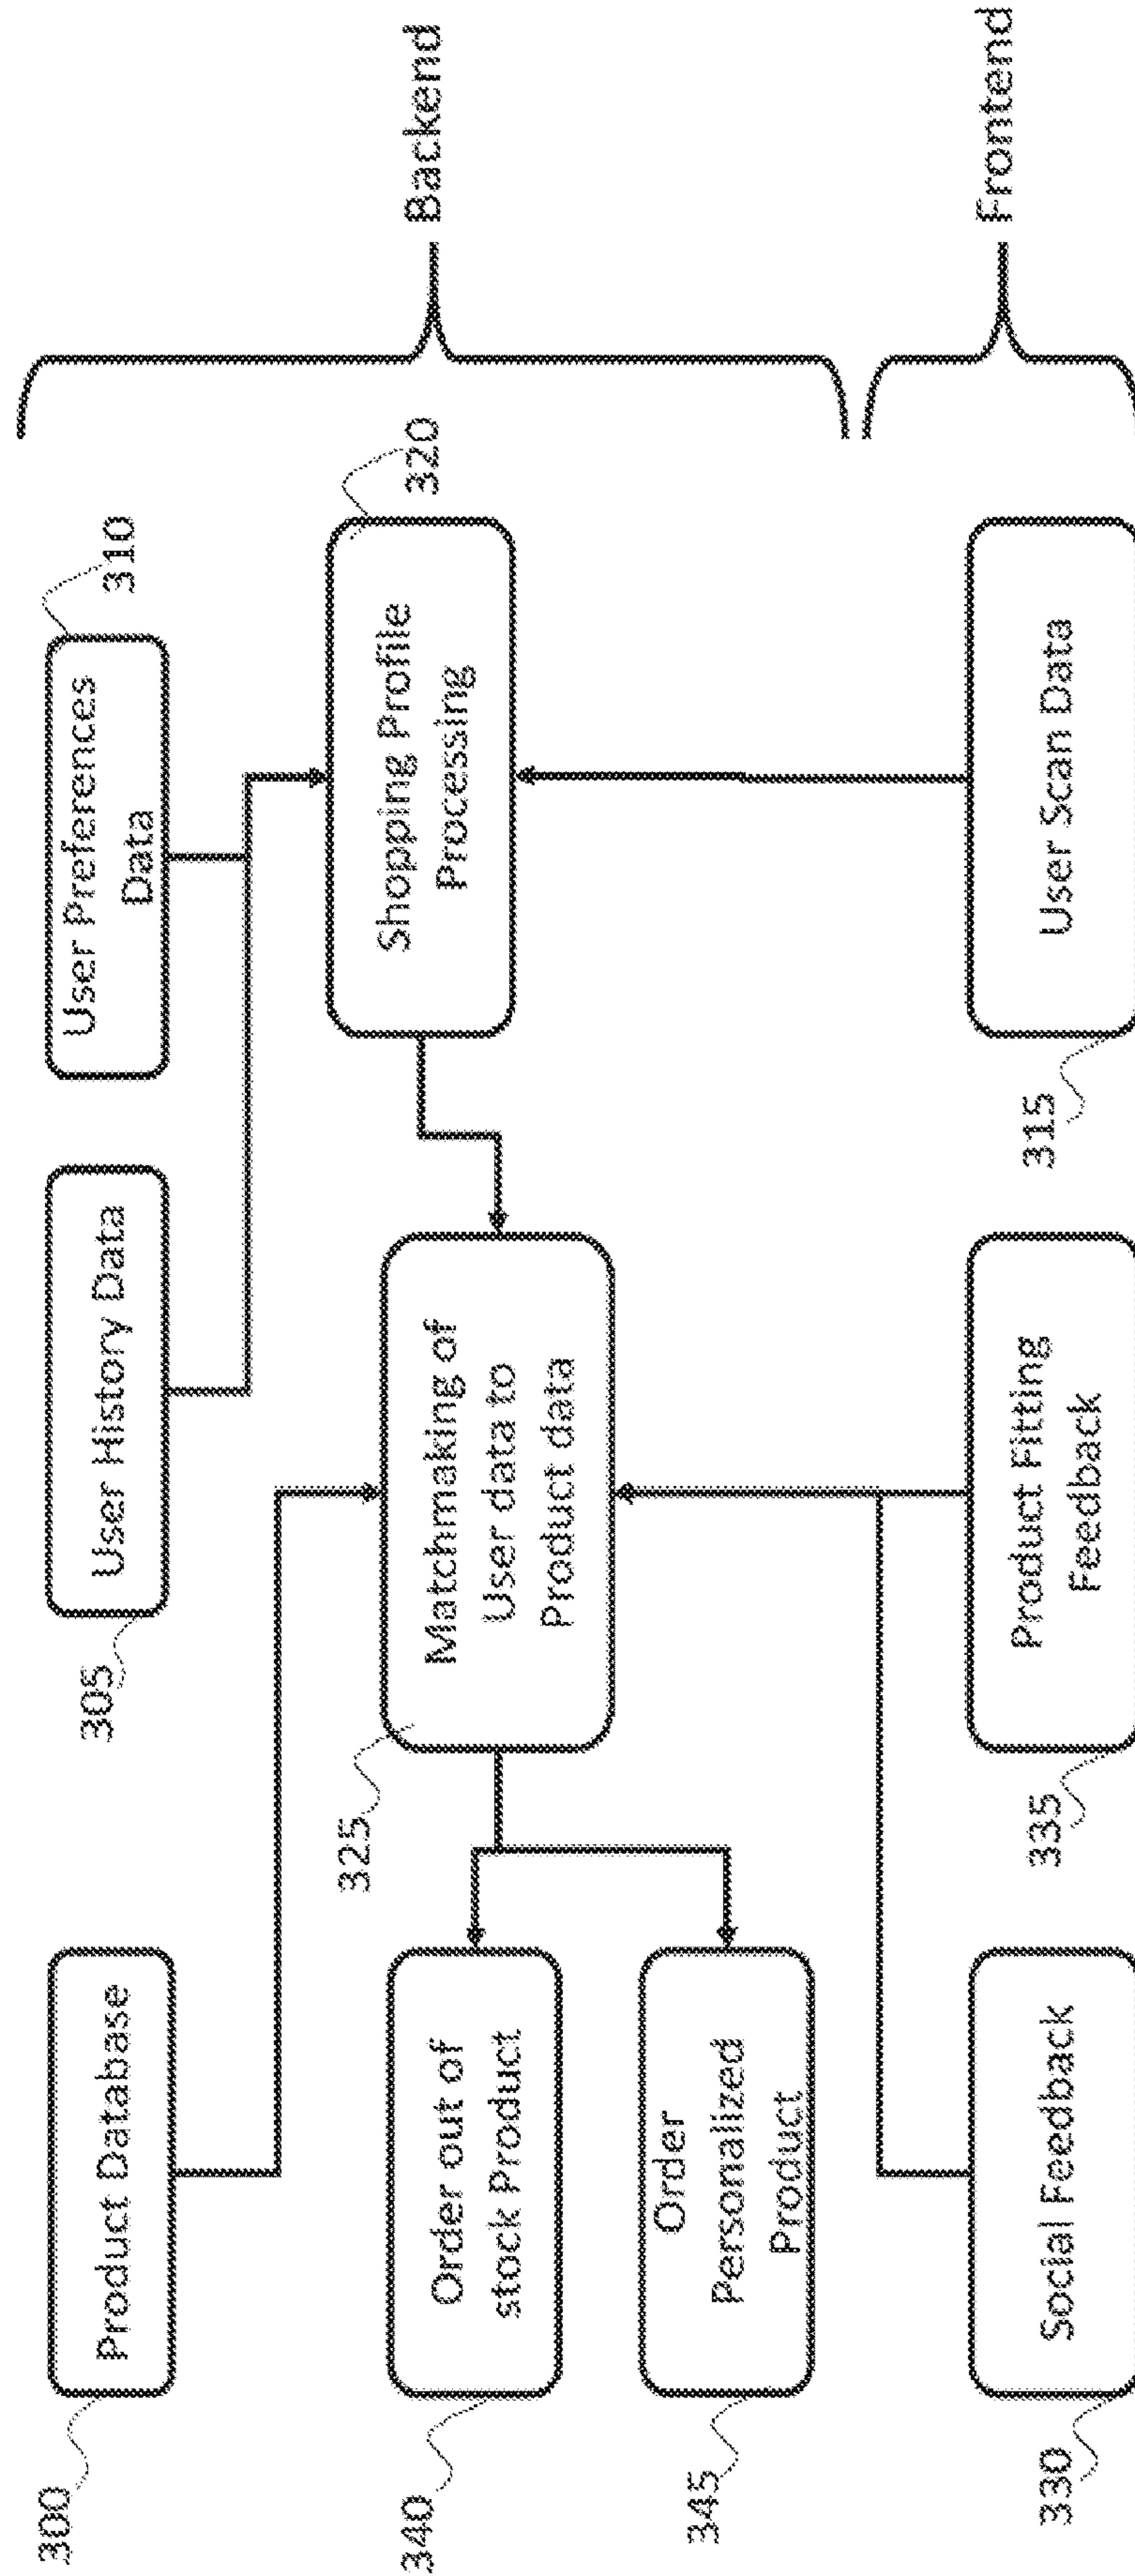 300
Product Database
305
User History Data
310
User Preferences
Data
340
Order out of
stock Product
325
Matchmaking of
User data to
Product data
320
Shopping Profile
Processing
Backend
345
Order
Personalized
Product
330
Social Feedback
335
Product Fitting
Feedback
315
User Scan Data
Frontend